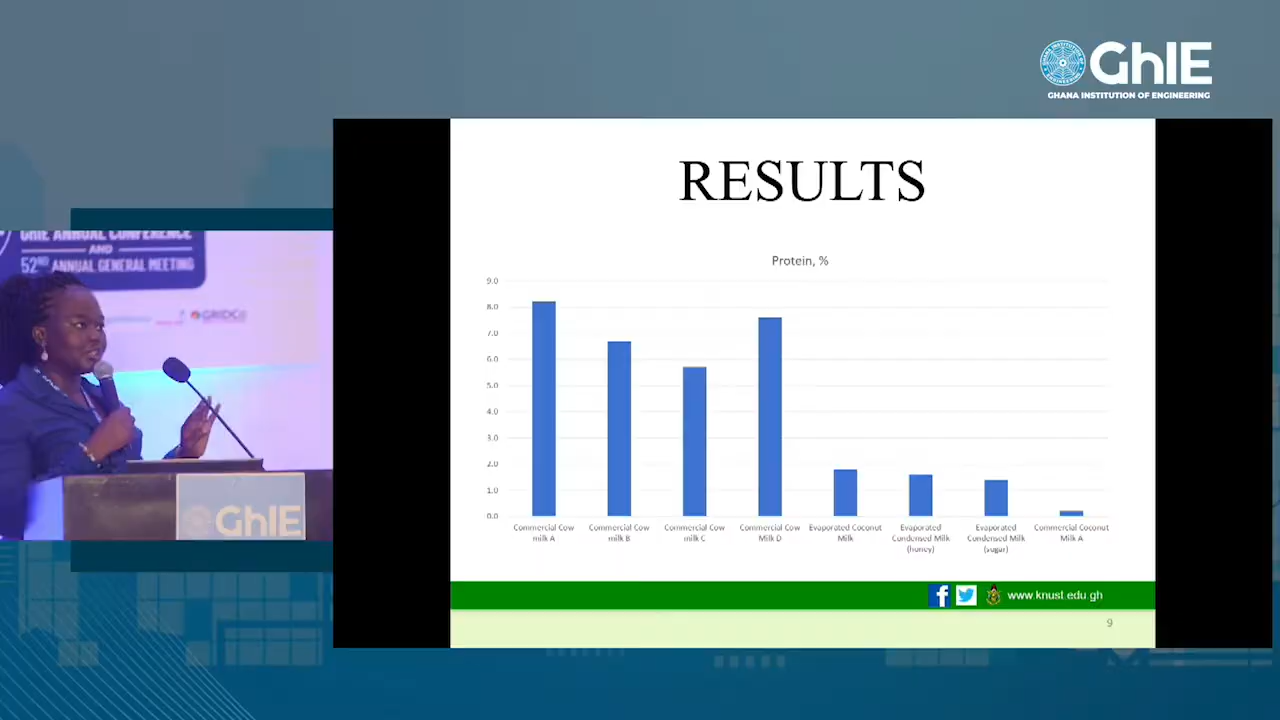 GhIE
GHANA INSTITUTION OF ENGINEERING
GhIE ANNUAL CONFERENCE
AND
52ND ANNUAL GENERAL MEETING
GRIDCo
GhIE
RESULTS
Protein, %
9.0
8.0
7.0
6.0
5.0
4.0
3.0
2.0
1.0
0.0
Commercial Cow milk A
Commercial Cow milk B
Commercial Cow milk C
Commercial Cow Milk D
Evaporated Coconut Milk
Evaporated Condensed Milk (honey)
Evaporated Condensed Milk (sugar)
Commercial Coconut Milk A
www.knust.edu.gh
9